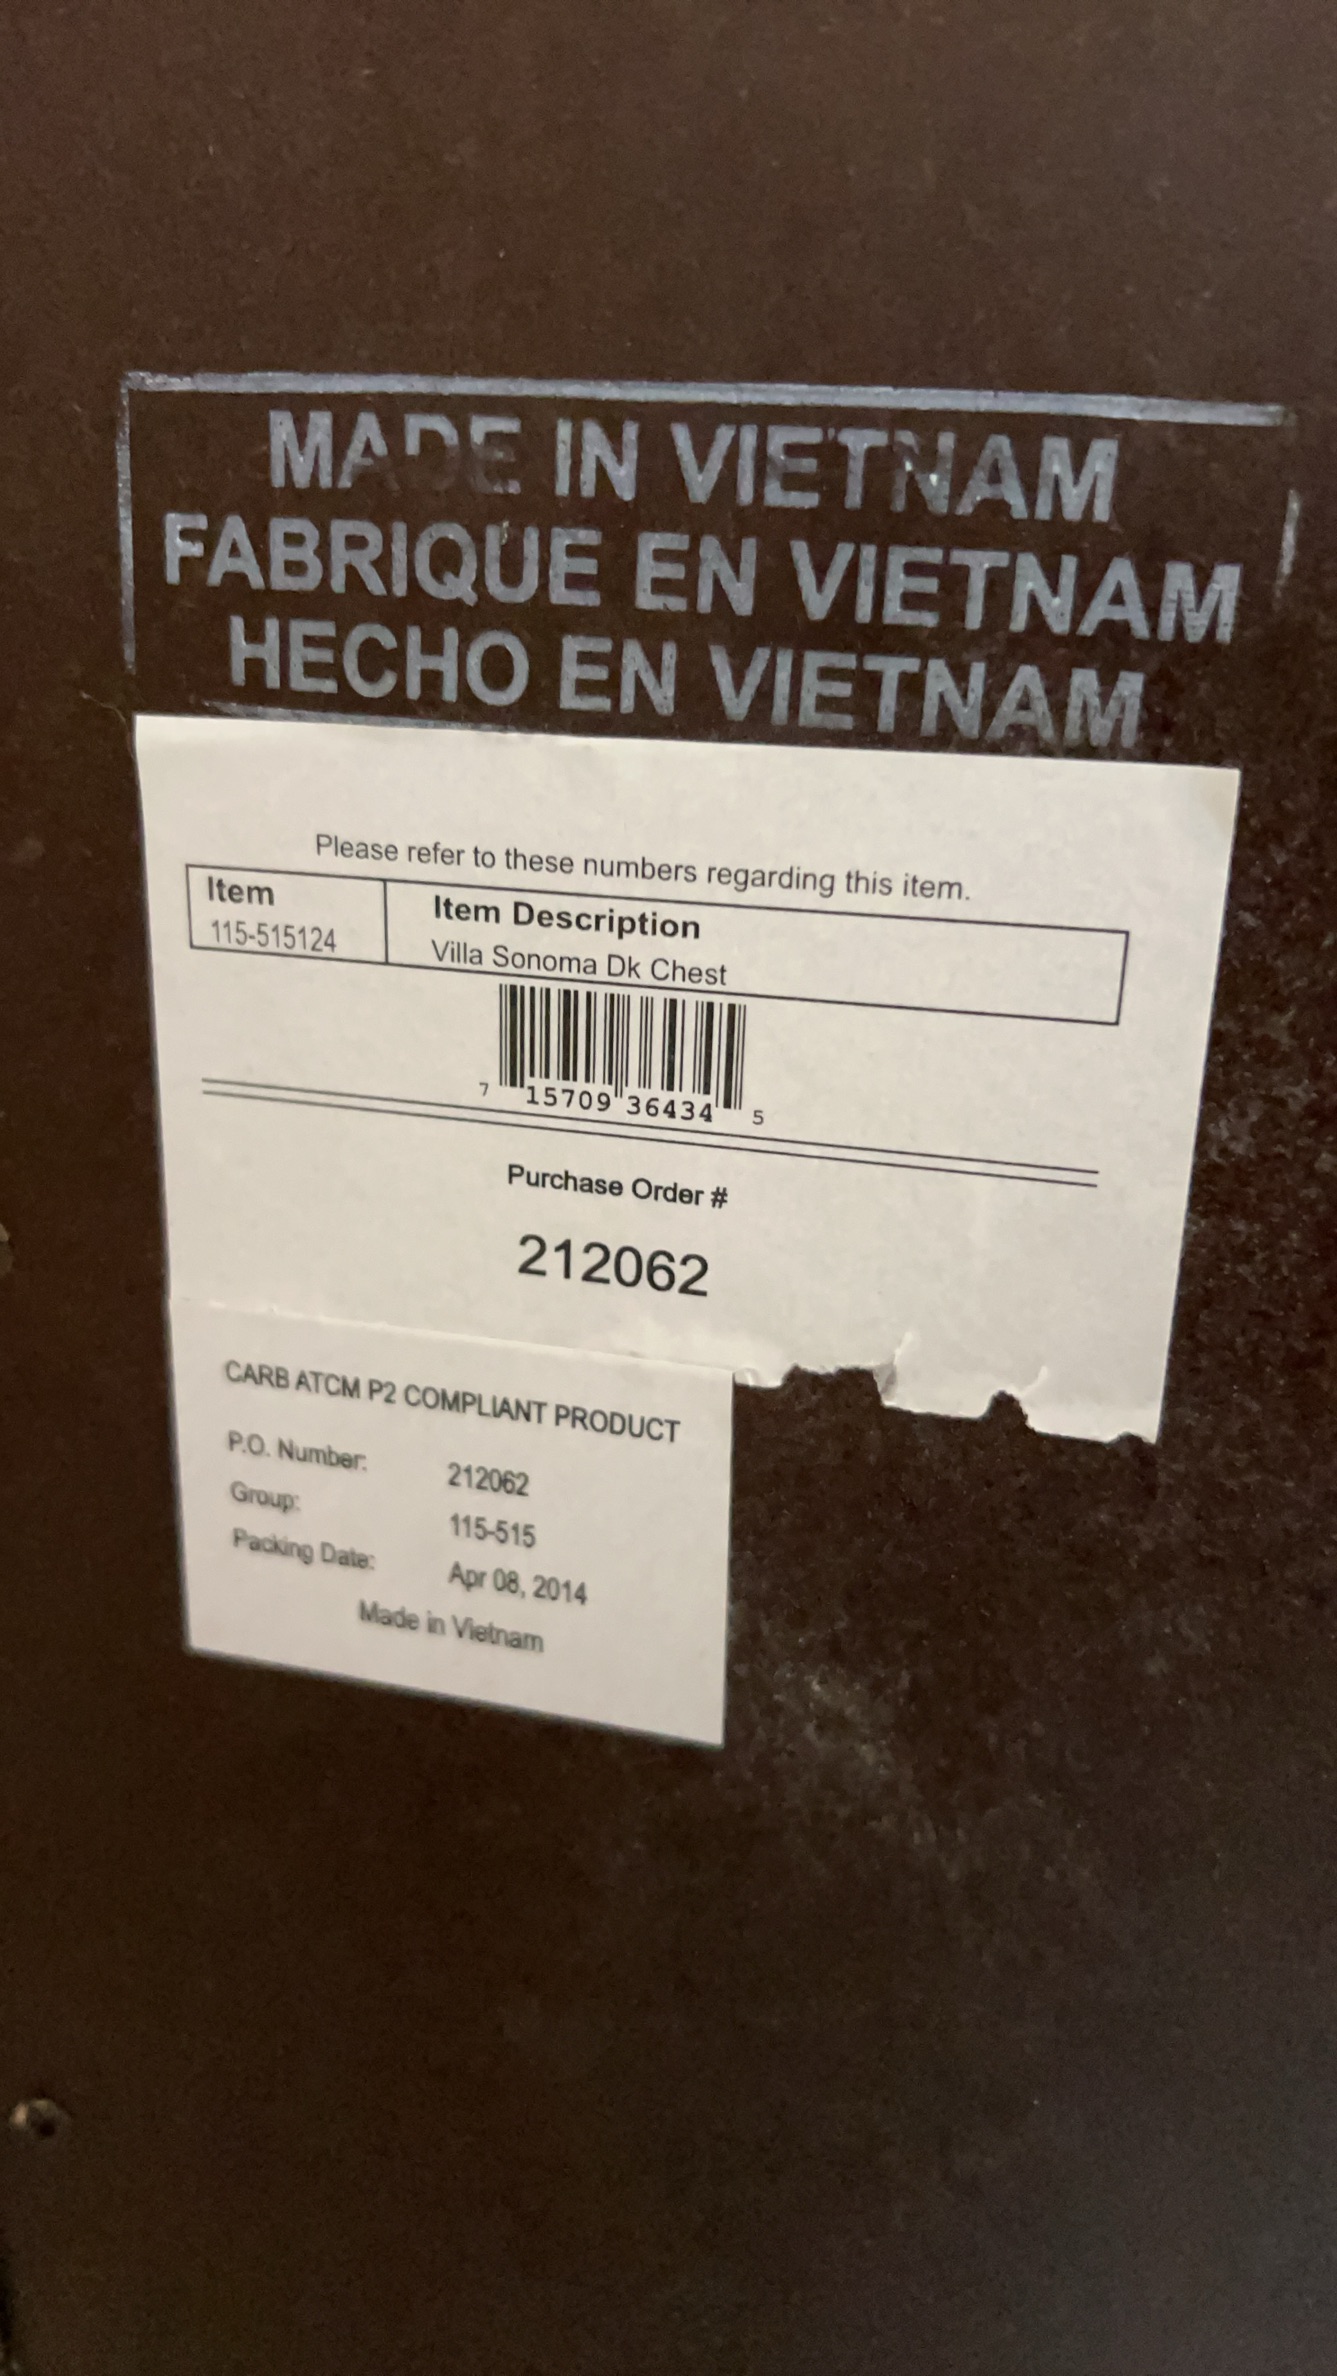 MADE IN VIETNAM
FABRIQUE EN VIETNAM
HECHO EN VIETNAM
Please refer to these numbers regarding this item.
Item Item Description
115-515124 Villa Sonoma Dk Chest
7 15709 36434 5
Purchase Order #
212062
CARB ATCM P2 COMPLIANT PRODUCT
P.O. Number: 212062
Group: 115-515
Packing Date: Apr 08, 2014
Made in Vietnam